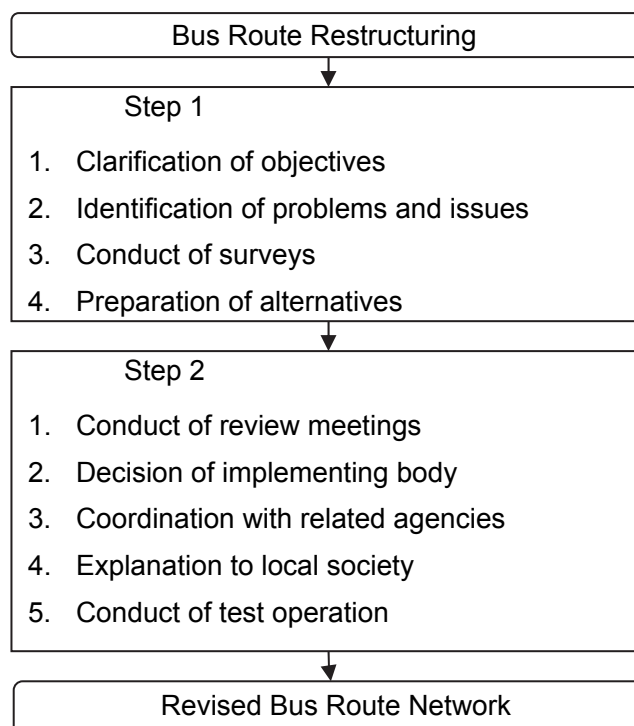 Bus Route Restructuring
Step 1
1. Clarification of objectives
2. Identification of problems and issues
3. Conduct of surveys
4. Preparation of alternatives
Step 2
1. Conduct of review meetings
2. Decision of implementing body
3. Coordination with related agencies
4. Explanation to local society
5. Conduct of test operation
Revised Bus Route Network